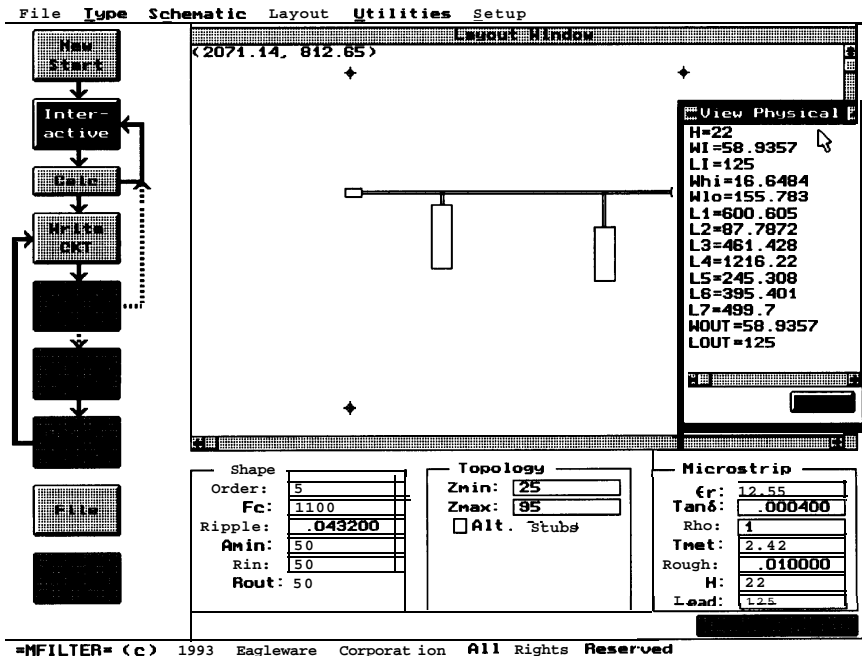 File Type Schematic Layout Utilities Setup
New
Start
Inter-
active
Calc
Write
CKT
File
Layout Window
(2071.14, 812.65)
View Physical
H=22
WI=58.9357
LI=125
Whi=16.6484
Wlo=155.783
L1=600.605
L2=87.7872
L3=461.428
L4=1216.22
L5=245.308
L6=395.401
L7=499.7
WOUT=58.9357
LOUT=125
Shape
Order: 5
Fc: 1100
Ripple: .043200
Amin: 50
Rin: 50
Rout: 50
Topology
Zmin: 25
Zmax: 95
Alt. Stubs
Microstrip
εr: 12.55
Tanδ: .000400
Rho: 1
Tmet: 2.42
Rough: .010000
H: 22
Lead: 125
=MFILTER= (c) 1993 Eagleware Corporat ion All Rights Reserved